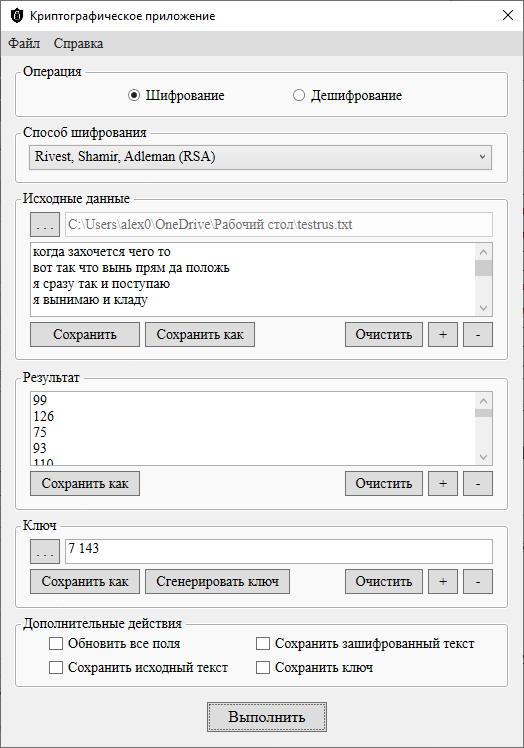 Криптографическое приложение
Файл Справка
Операция
Шифрование Дешифрование
Способ шифрования
Rivest, Shamir, Adleman (RSA)
Исходные данные
. . . C:\Users\alex0\OneDrive\Рабочий стол\testrus.txt
когда захочется чего то
вот так что вынь прям да положь
я сразу так и поступаю
я вынимаю и кладу
Сохранить Сохранить как Очистить + -
Результат
99
126
75
93
110
Сохранить как Очистить + -
Ключ
. . . 7 143
Сохранить как Сгенерировать ключ Очистить + -
Дополнительные действия
Обновить все поля Сохранить зашифрованный текст
Сохранить исходный текст Сохранить ключ
Выполнить